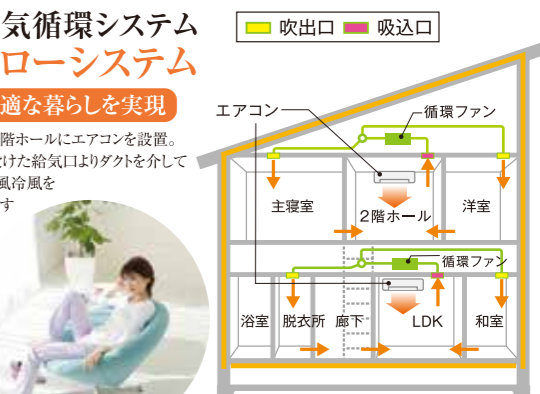 気循環システム
ローシステム
適な暮らしを実現
階ホールにエアコンを設置。
けた給気口よりダクトを介して
風冷風を
す
吹出口 吸込口
エアコン
循環ファン
主寝室
2階ホール
洋室
循環ファン
浴室
脱衣所
廊下
LDK
和室